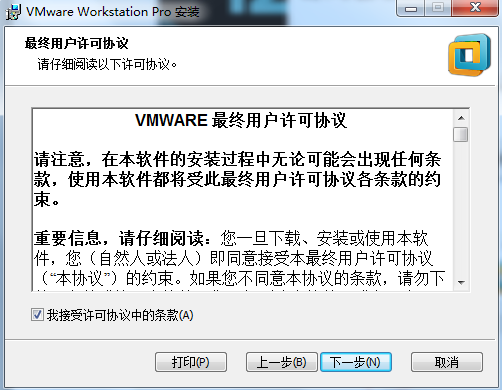 VMware Workstation Pro 安装
最终用户许可协议
请仔细阅读以下许可协议。
VMWARE 最终用户许可协议
请注意，在本软件的安装过程中无论可能会出现任何条
款，使用本软件都将受此最终用户许可协议各条款的约
束。
重要信息，请仔细阅读：您一旦下载、安装或使用本软
件，您（自然人或法人）即同意接受本最终用户许可协议
（“本协议”）的约束。如果您不同意本协议的条款，请勿下
我接受许可协议中的条款(A)
打印(P)
上一步(B)
下一步(N)
取消